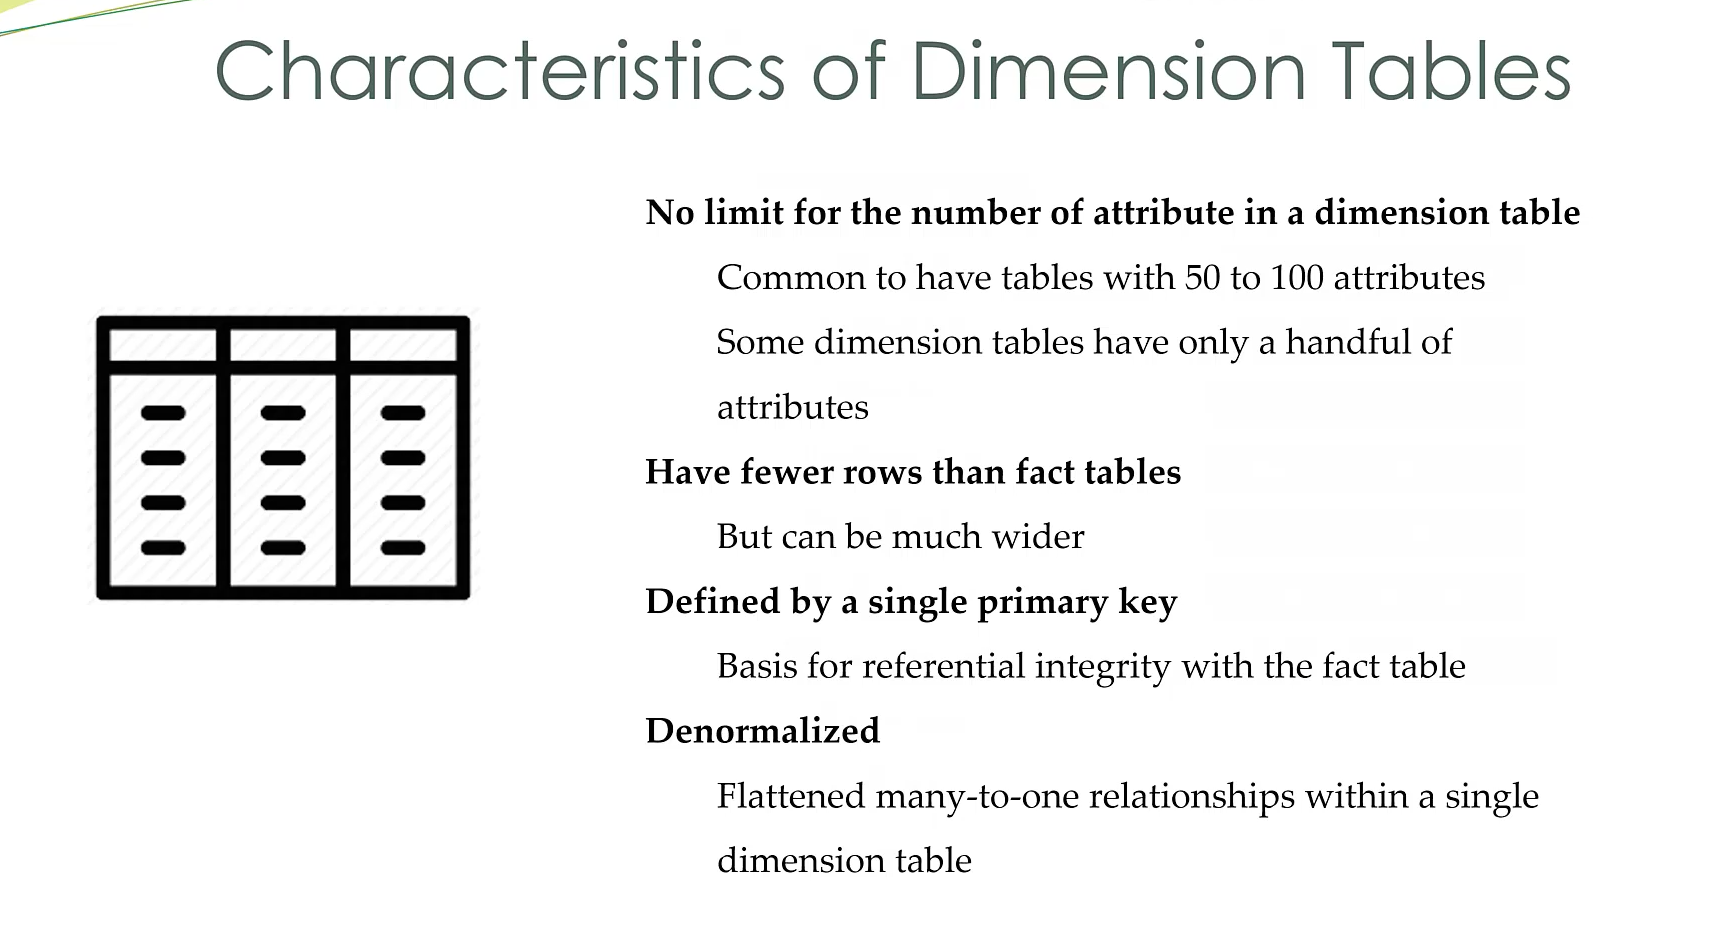 Characteristics of Dimension Tables
No limit for the number of attribute in a dimension table
Common to have tables with 50 to 100 attributes
Some dimension tables have only a handful of
attributes
Have fewer rows than fact tables
But can be much wider
Defined by a single primary key
Basis for referential integrity with the fact table
Denormalized
Flattened many-to-one relationships within a single
dimension table